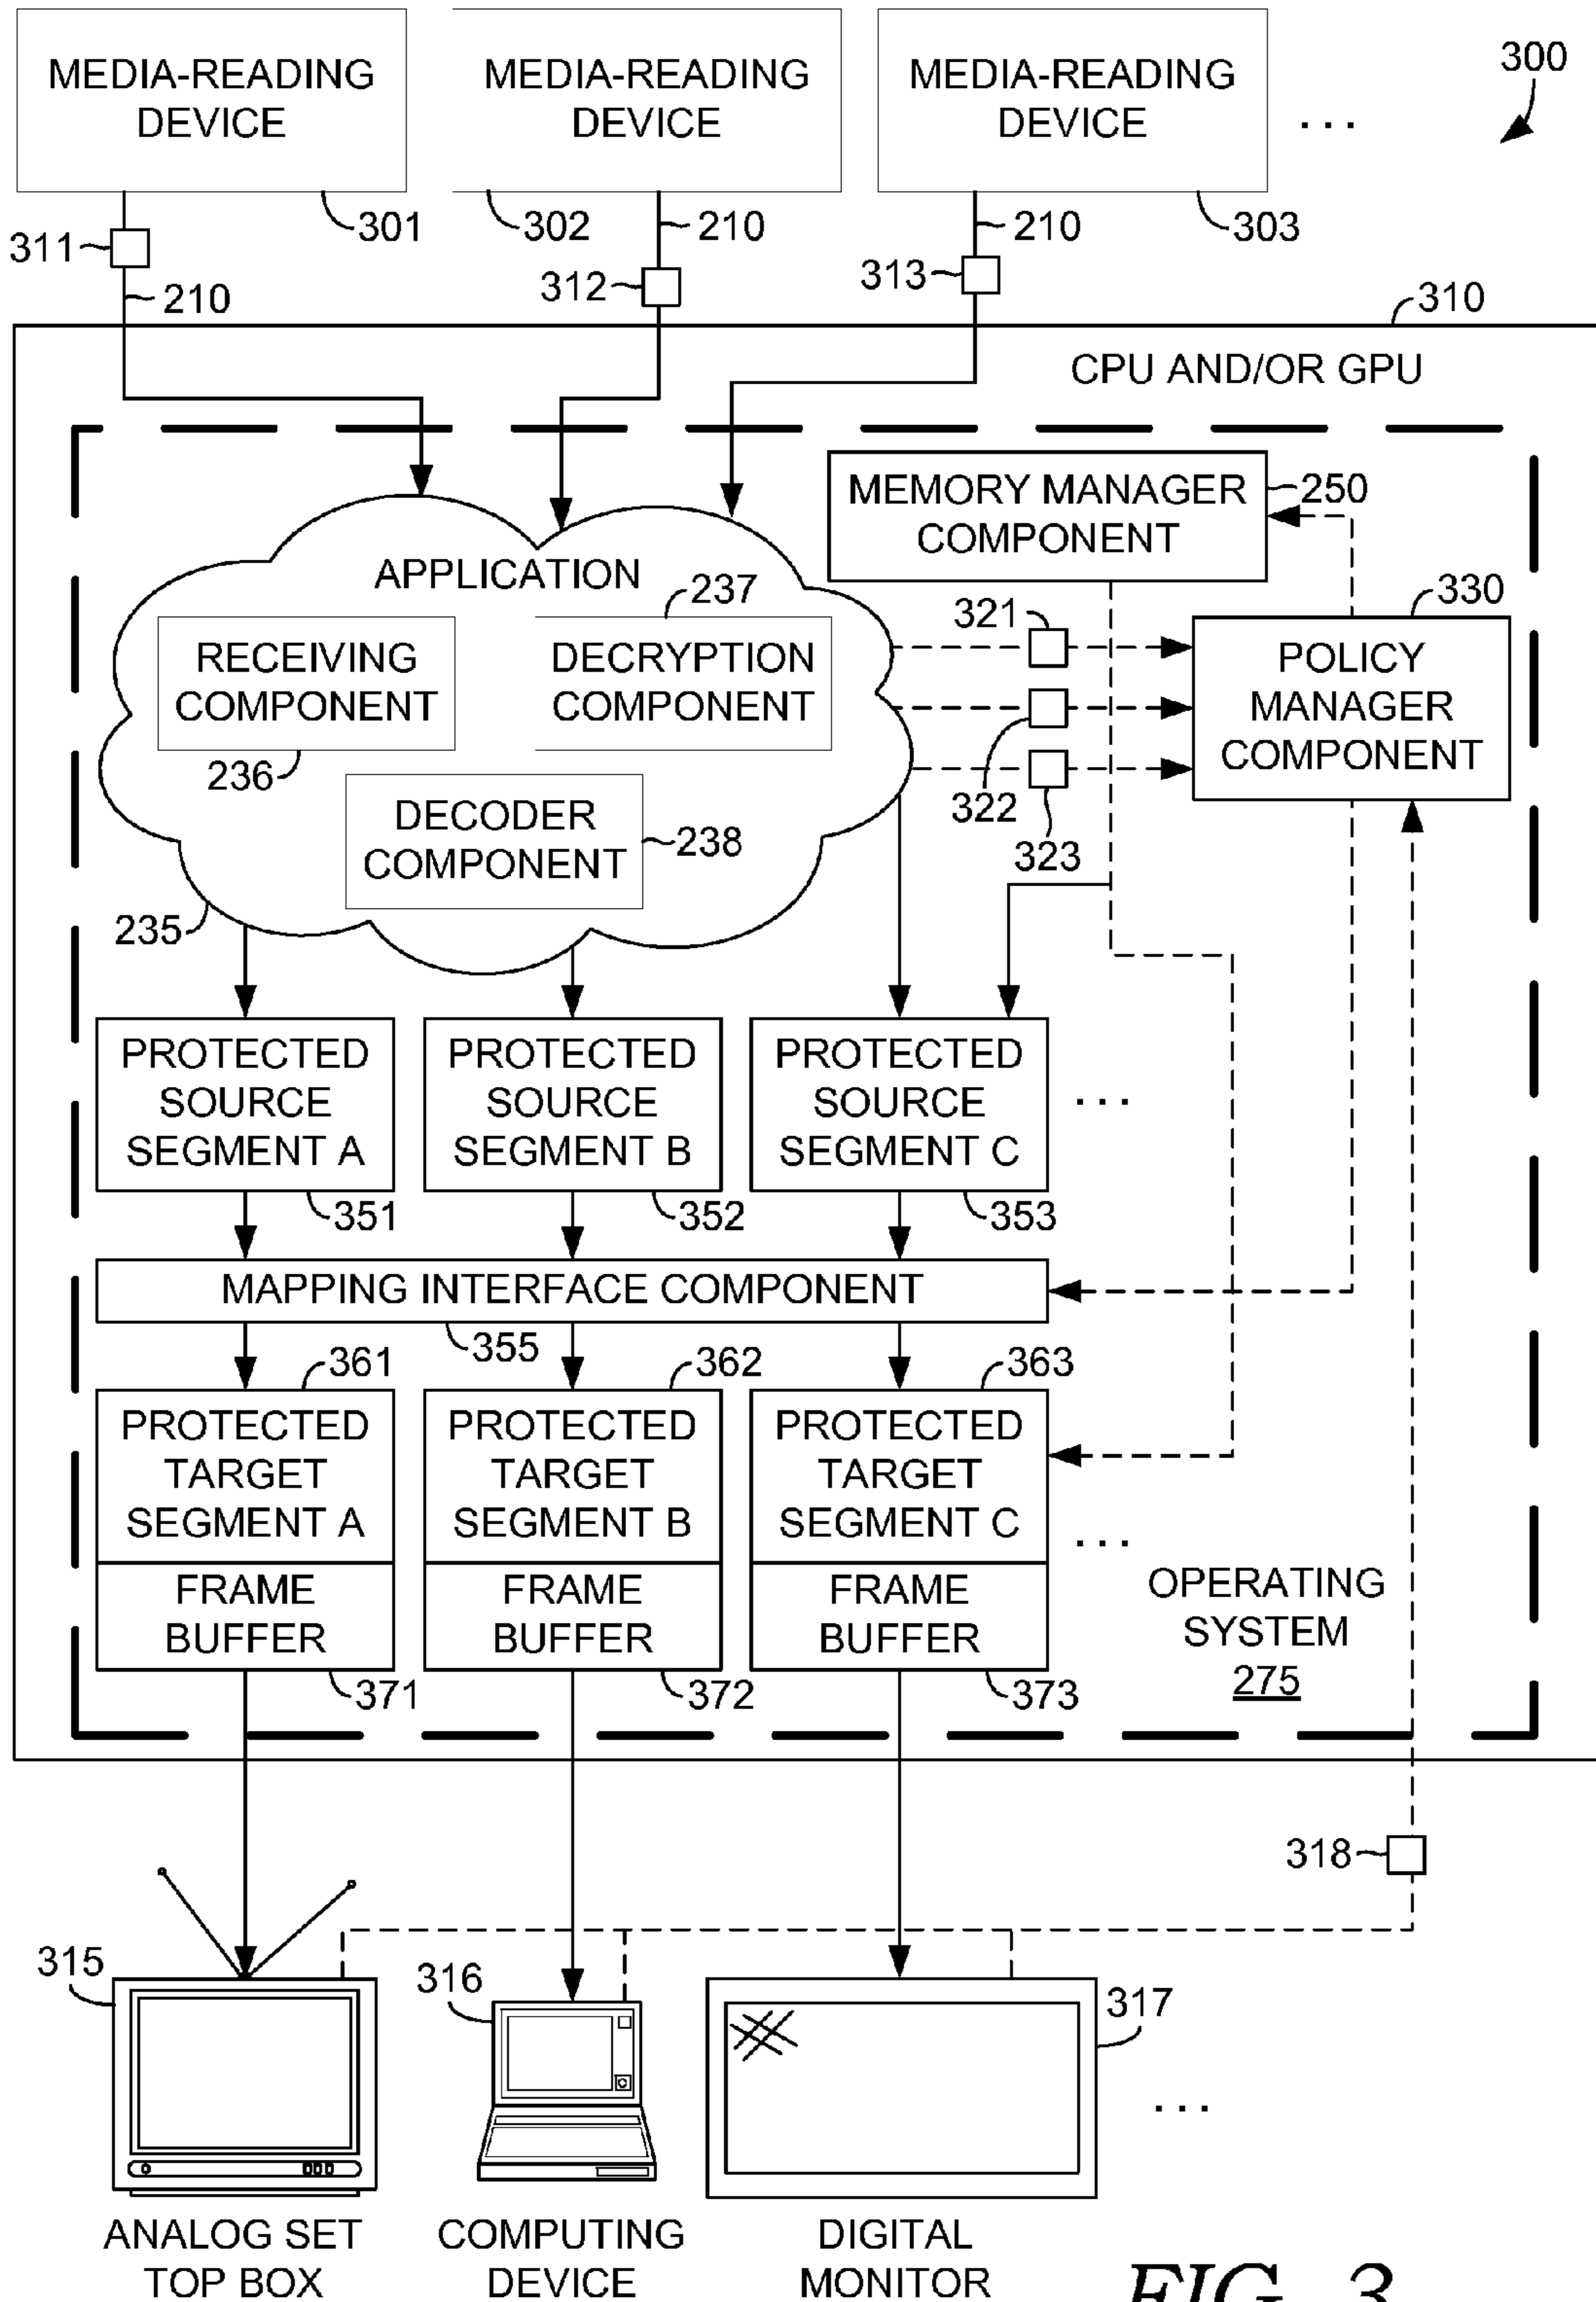 MEDIA-READING
DEVICE
MEDIA-READING
DEVICE
MEDIA-READING
DEVICE
...
300
301
302
210
210
303
311
312
313
210
310
CPU AND/OR GPU
MEMORY MANAGER
COMPONENT
250
APPLICATION
237
321
330
RECEIVING
COMPONENT
DECRYPTION
COMPONENT
POLICY
MANAGER
COMPONENT
236
322
DECODER
COMPONENT
238
323
235
PROTECTED
SOURCE
SEGMENT A
PROTECTED
SOURCE
SEGMENT B
PROTECTED
SOURCE
SEGMENT C
...
351
352
353
MAPPING INTERFACE COMPONENT
355
361
362
363
PROTECTED
TARGET
SEGMENT A
PROTECTED
TARGET
SEGMENT B
PROTECTED
TARGET
SEGMENT C
...
FRAME
BUFFER
FRAME
BUFFER
FRAME
BUFFER
OPERATING
SYSTEM
275
371
372
373
318
315
316
317
...
ANALOG SET
TOP BOX
COMPUTING
DEVICE
DIGITAL
MONITOR
FIG. 3